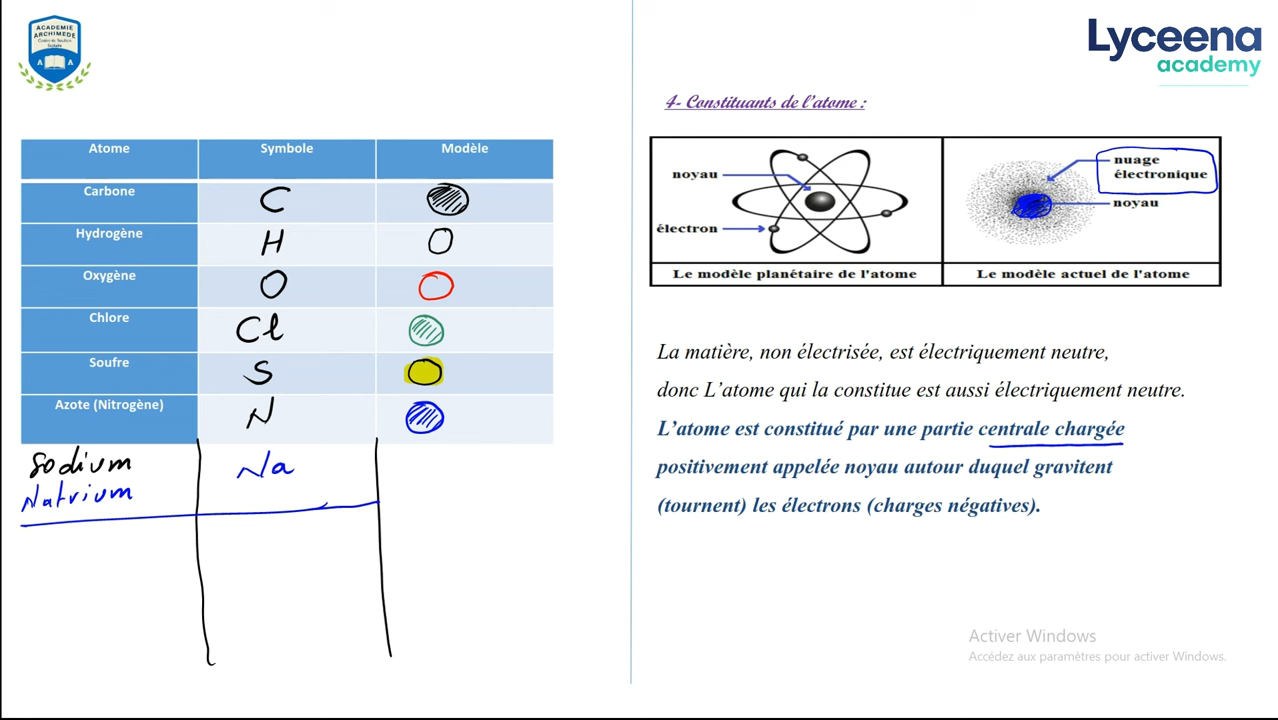 ACADEMIE
ARCHIMEDE
Centre de Soutien
Scolaire
A A
Atome Symbole Modèle
Carbone C
Hydrogène H
Oxygène O
Chlore Cl
Soufre S
Azote (Nitrogène) N
Sodium Na
Natrium
Lyceena
academy
4- Constituants de l'atome :
noyau
électron
nuage
électronique
noyau
Le modèle planétaire de l'atome
Le modèle actuel de l'atome
La matière, non électrisée, est électriquement neutre,
donc L'atome qui la constitue est aussi électriquement neutre.
L'atome est constitué par une partie centrale chargée
positivement appelée noyau autour duquel gravitent
(tournent) les électrons (charges négatives).
Activer Windows
Accédez aux paramètres pour activer Windows.